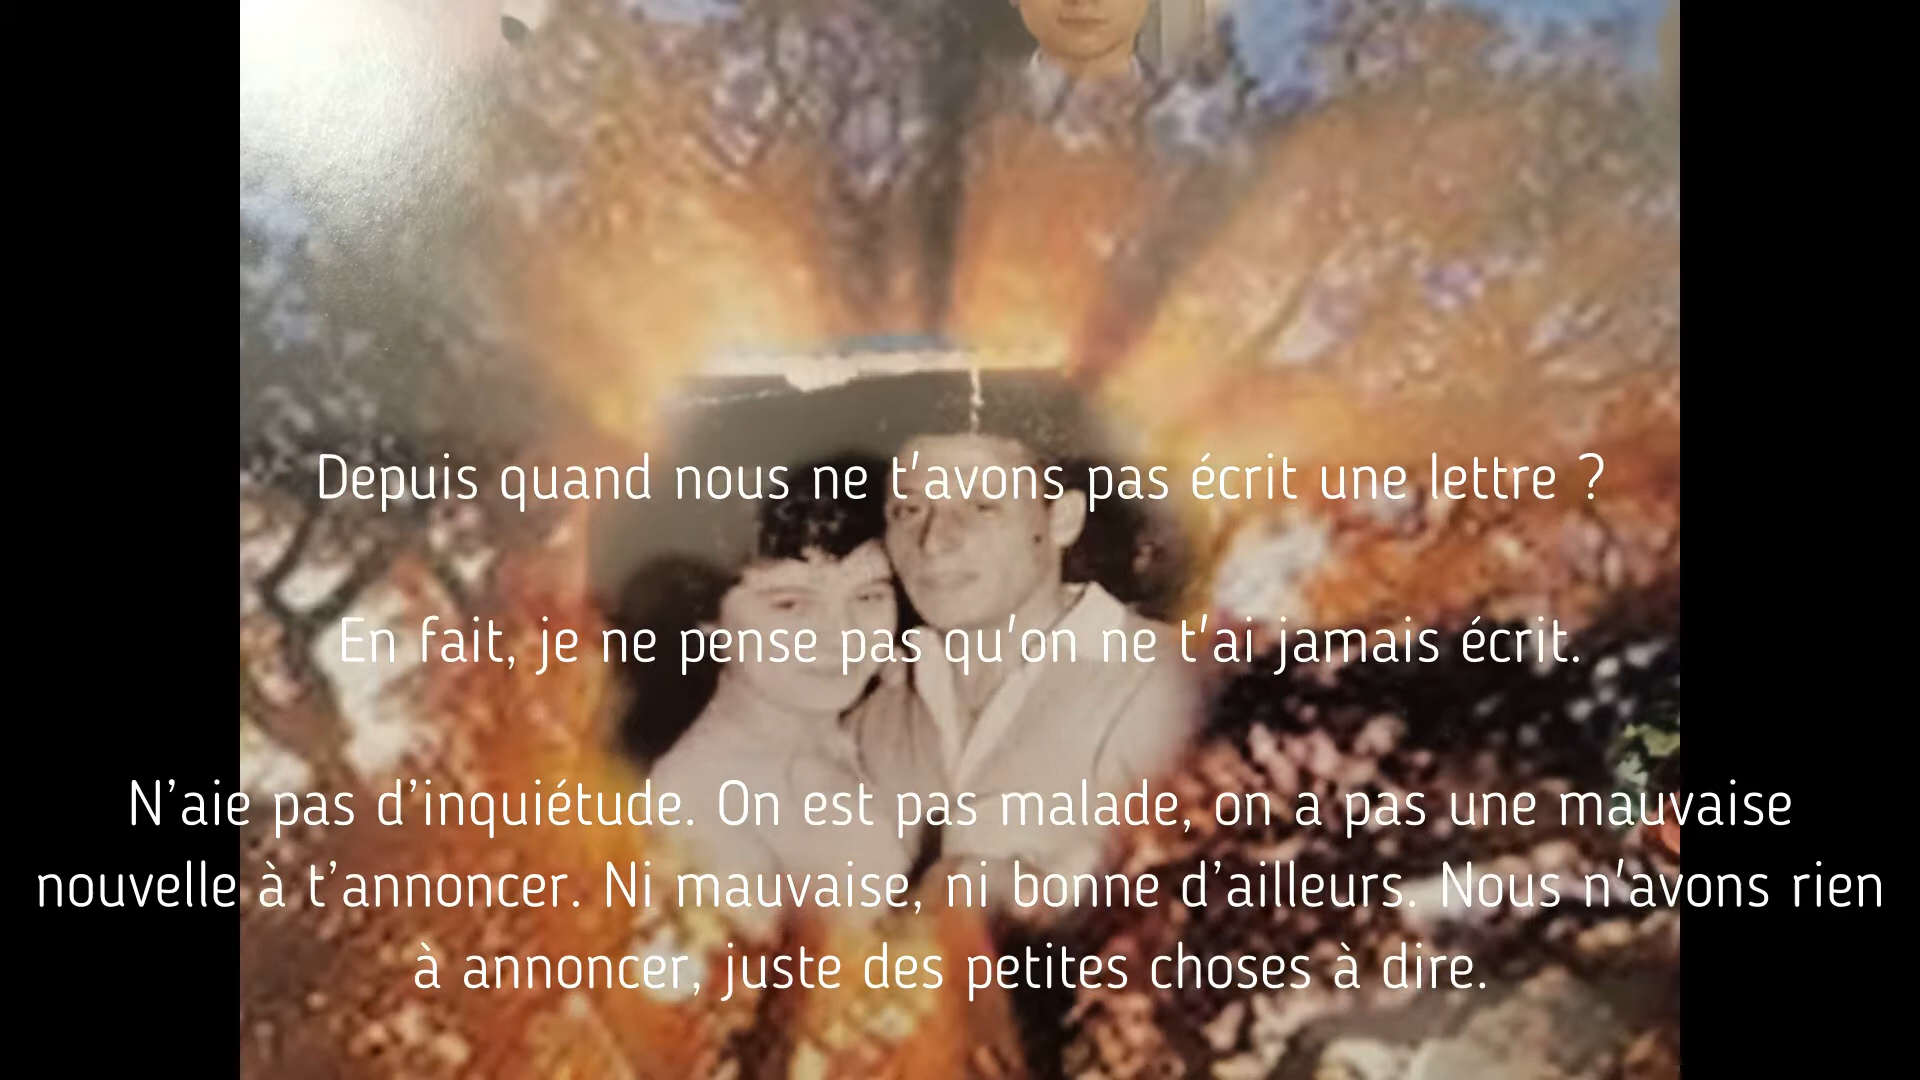 Depuis quand nous ne t'avons pas écrit une lettre ?
En fait, je ne pense pas qu'on ne t'ai jamais écrit.
N’aie pas d’inquiétude. On est pas malade, on a pas une mauvaise
nouvelle à t’annoncer. Ni mauvaise, ni bonne d’ailleurs. Nous n'avons rien
à annoncer, juste des petites choses à dire.